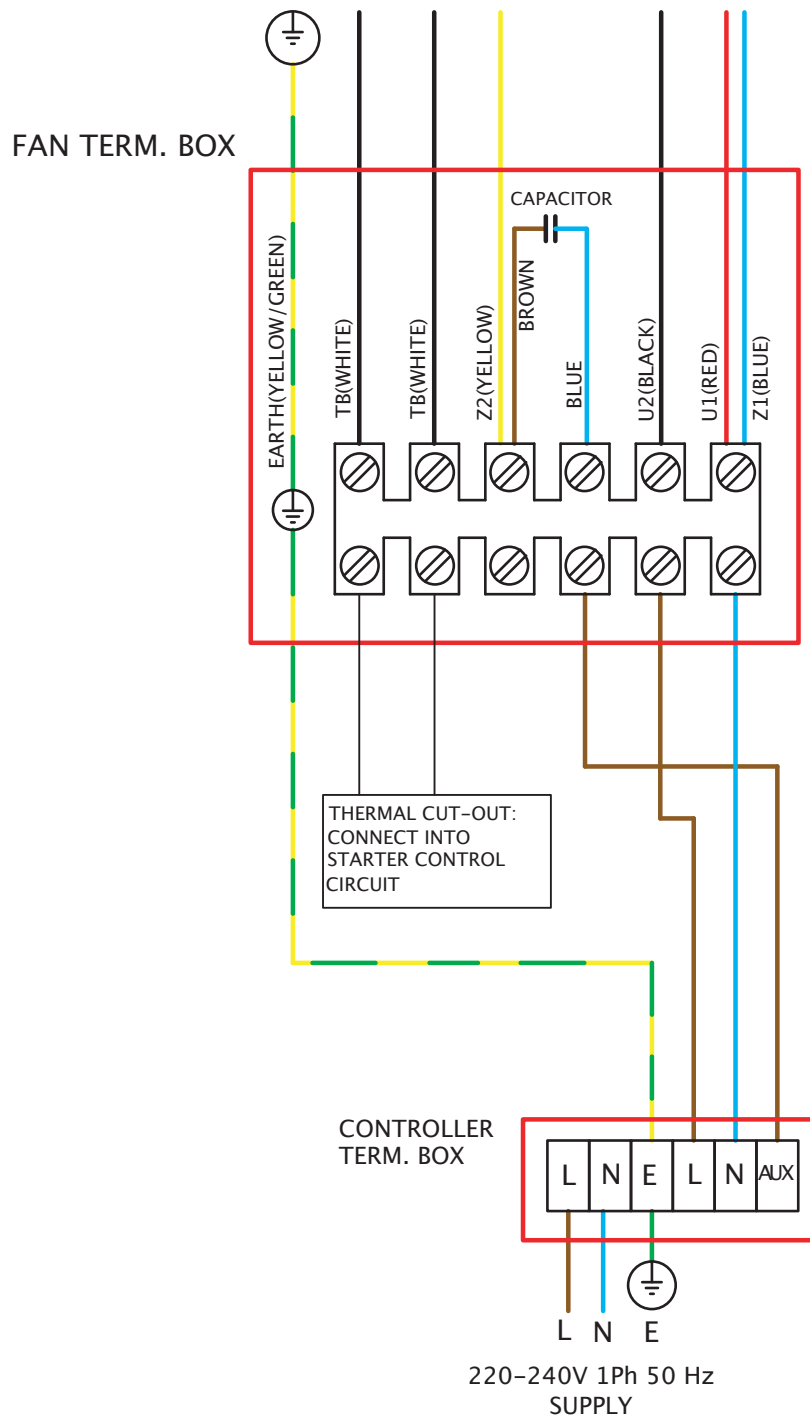 FAN TERM. BOX
CAPACITOR
EARTH(YELLOW/GREEN)
TB(WHITE)
TB(WHITE)
Z2(YELLOW)
BROWN
BLUE
U2(BLACK)
U1(RED)
Z1(BLUE)
THERMAL CUT-OUT:
CONNECT INTO
STARTER CONTROL
CIRCUIT
CONTROLLER
TERM. BOX
L N E L N AUX
L N E
220-240V 1Ph 50 Hz
SUPPLY